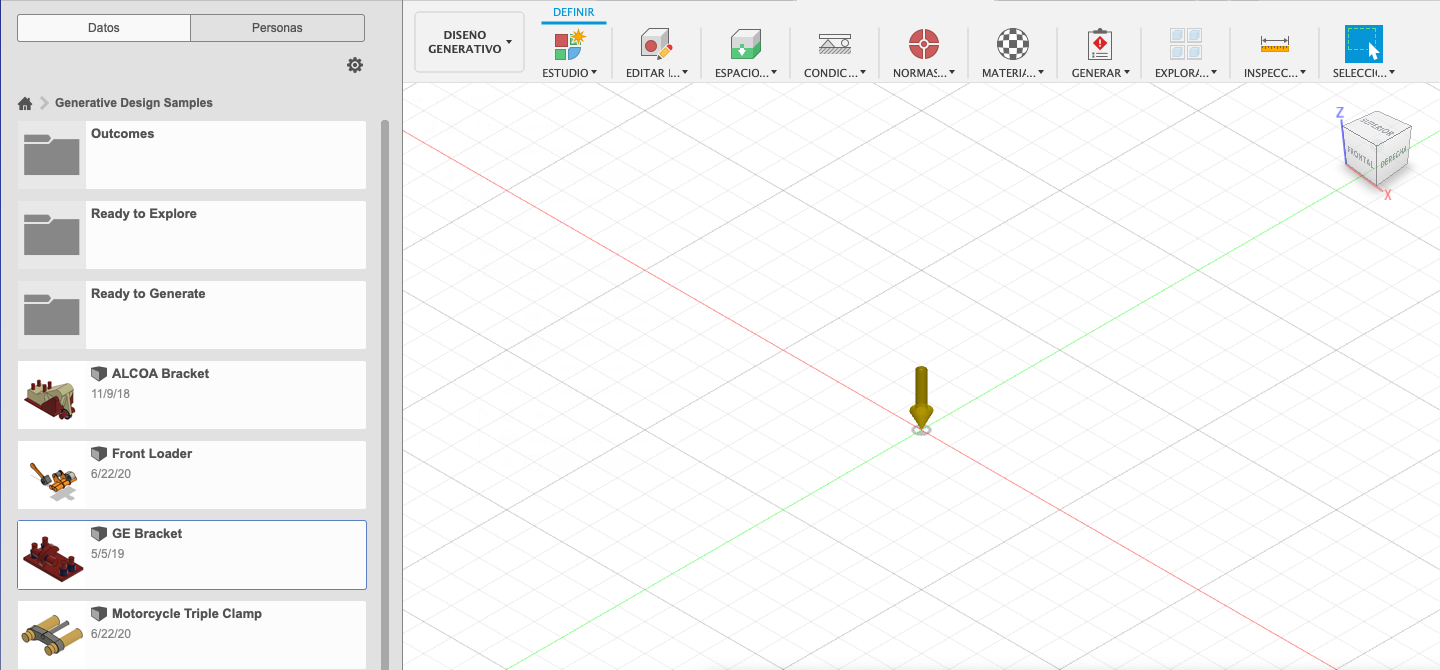 Datos
Personas
Generative Design Samples
Outcomes
Ready to Explore
Ready to Generate
ALCOA Bracket
11/9/18
Front Loader
6/22/20
GE Bracket
5/5/19
Motorcycle Triple Clamp
6/22/20
DISENO
GENERATIVO
DEFINIR
ESTUDIO
EDITAR I...
ESPACIO...
CONDIC...
NORMAS...
MATERIA...
GENERAR
EXPLORA...
INSPECC...
SELECCI...
Z
SUPERIOR
FRONTAL
DERECHA
X